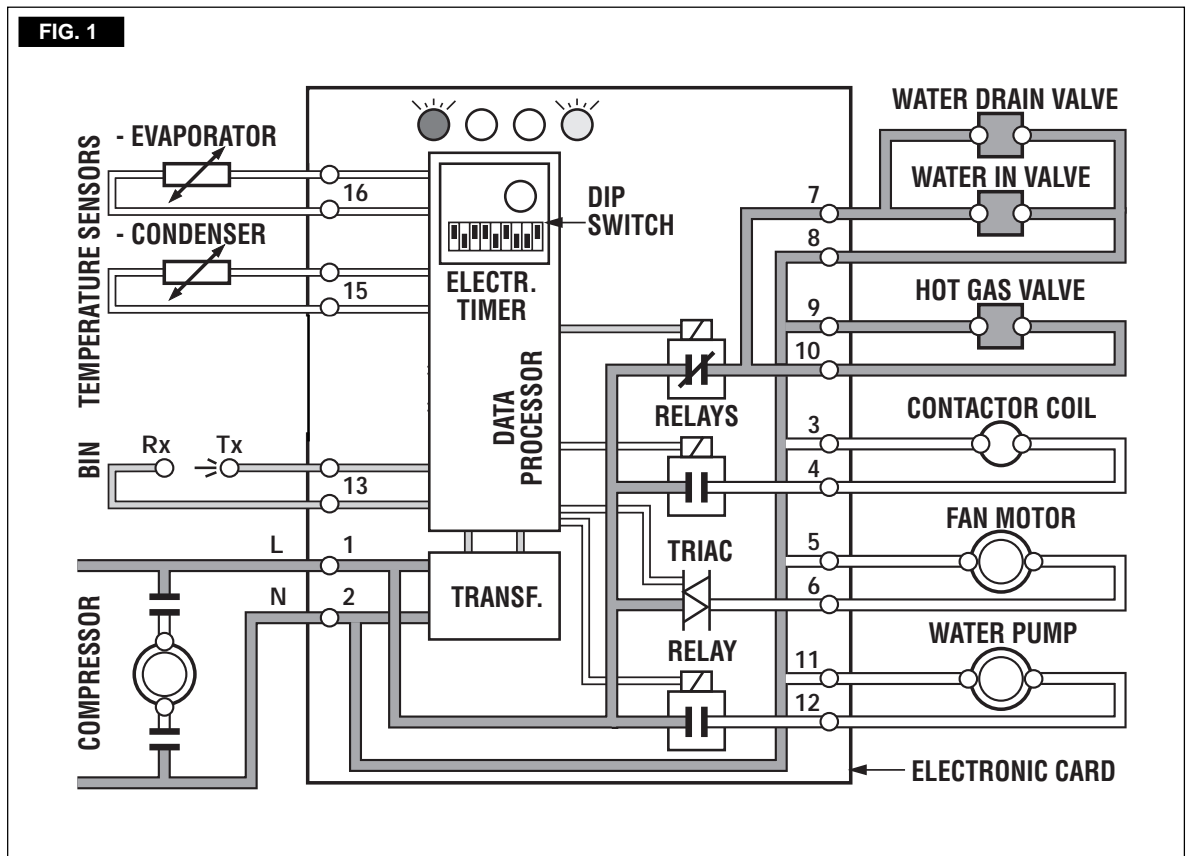 FIG. 1
TEMPERATURE SENSORS
- EVAPORATOR
16
- CONDENSER
15
BIN
Rx
Tx
13
L
1
N
2
COMPRESSOR
DIP
SWITCH
ELECTR.
TIMER
DATA
PROCESSOR
TRANSF.
RELAYS
TRIAC
RELAY
WATER DRAIN VALVE
WATER IN VALVE
7
8
HOT GAS VALVE
9
10
CONTACTOR COIL
3
4
FAN MOTOR
5
6
WATER PUMP
11
12
ELECTRONIC CARD